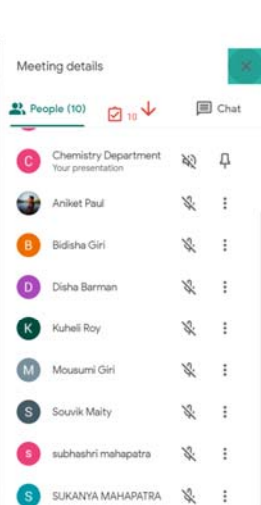 Meeting details
People (10)
10
Chat
C
Chemistry Department
Your presentation
Aniket Paul
B
Bidisha Giri
D
Disha Barman
K
Kuheli Roy
M
Mousumi Giri
S
Souvik Maity
s
subhashri mahapatra
S
SUKANYA MAHAPATRA